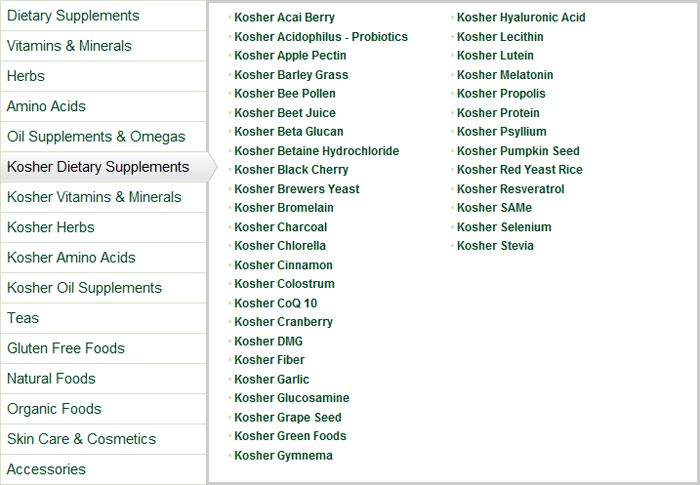 Dietary Supplements
Vitamins & Minerals
Herbs
Amino Acids
Oil Supplements & Omegas
Kosher Dietary Supplements
Kosher Vitamins & Minerals
Kosher Herbs
Kosher Amino Acids
Kosher Oil Supplements
Teas
Gluten Free Foods
Natural Foods
Organic Foods
Skin Care & Cosmetics
Accessories
Kosher Acai Berry
Kosher Acidophilus - Probiotics
Kosher Apple Pectin
Kosher Barley Grass
Kosher Bee Pollen
Kosher Beet Juice
Kosher Beta Glucan
Kosher Betaine Hydrochloride
Kosher Black Cherry
Kosher Brewers Yeast
Kosher Bromelain
Kosher Charcoal
Kosher Chlorella
Kosher Cinnamon
Kosher Colostrum
Kosher CoQ 10
Kosher Cranberry
Kosher DMG
Kosher Fiber
Kosher Garlic
Kosher Glucosamine
Kosher Grape Seed
Kosher Green Foods
Kosher Gymnema
Kosher Hyaluronic Acid
Kosher Lecithin
Kosher Lutein
Kosher Melatonin
Kosher Propolis
Kosher Protein
Kosher Psyllium
Kosher Pumpkin Seed
Kosher Red Yeast Rice
Kosher Resveratrol
Kosher SAMe
Kosher Selenium
Kosher Stevia